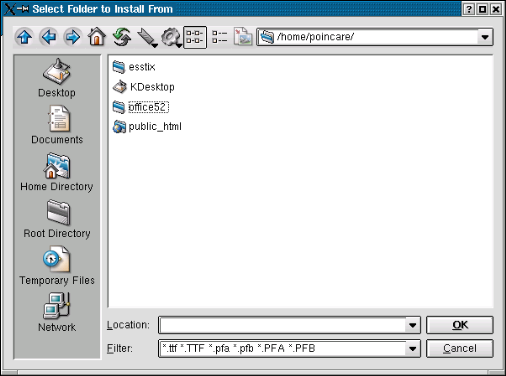 Select Folder to Install From
/home/poincare/
Desktop
Documents
Home Directory
Root Directory
Temporary Files
Network
esstix
KDesktop
office52
public_html
Location:
OK
Filter:
*.ttf *.TTF *.pfa *.pfb *.PFA *.PFB
Cancel